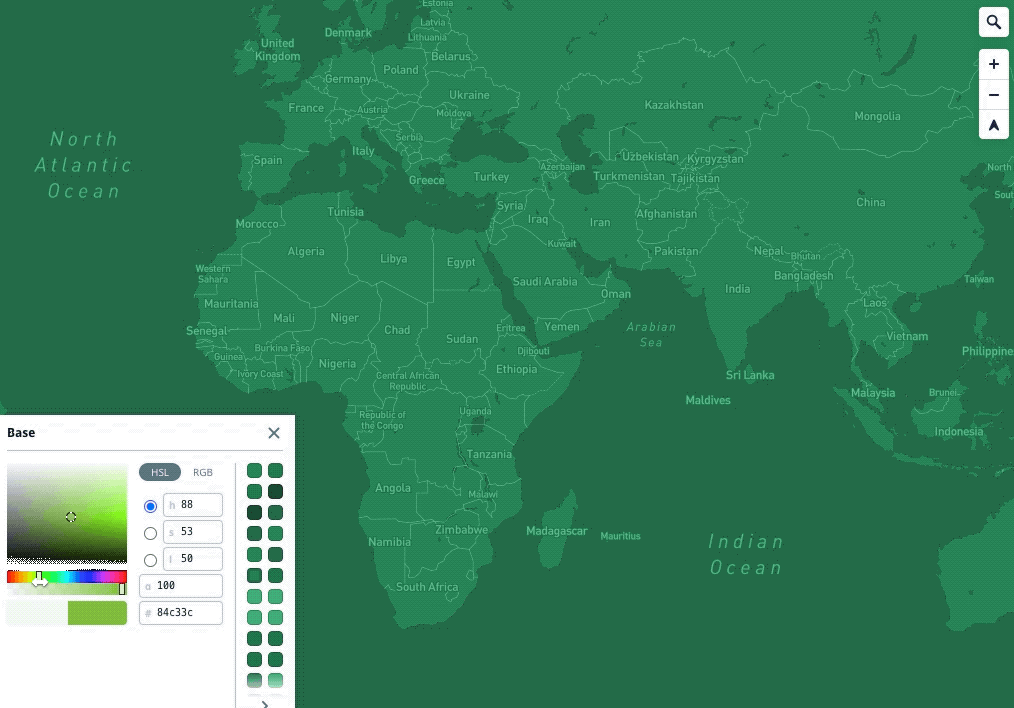 Estonia
Latvia
Denmark
Lithuania
United
Kingdom
Belarus
Poland
Germany
Ukraine
Kazakhstan
France
Austria
Moldova
Mongolia
North
Atlantic
Ocean
Serbia
Italy
Spain
Uzbekistan
Kyrgyzstan
Azerbaijan
North
Greece
Turkey
Turkmenistan
Tajikistan
Sout
Syria
China
Tunisia
Iraq
Afghanistan
Morocco
Iran
Kuwait
Algeria
Libya
Egypt
Pakistan
Nepal
Bhutan
Western
Sahara
Bangladesh
Taiwan
Saudi Arabia
India
Oman
Mauritania
Laos
Mali
Niger
Senegal
Chad
Eritrea
Yemen
Arabian
Sea
Sudan
Vietnam
Burkina Faso
Guinea
Djibouti
Philippine
Nigeria
Ethiopia
Ivory Coast
Central African
Republic
Sri Lanka
Maldives
Malaysia
Brunei
Uganda
Republic of
the Congo
Indonesia
Tanzania
Angola
Malawi
Zimbabwe
Madagascar
Mauritius
Namibia
Indian
Ocean
South Africa
Base
HSL RGB
h 88
s 53
l 50
a 100
# 84c33c